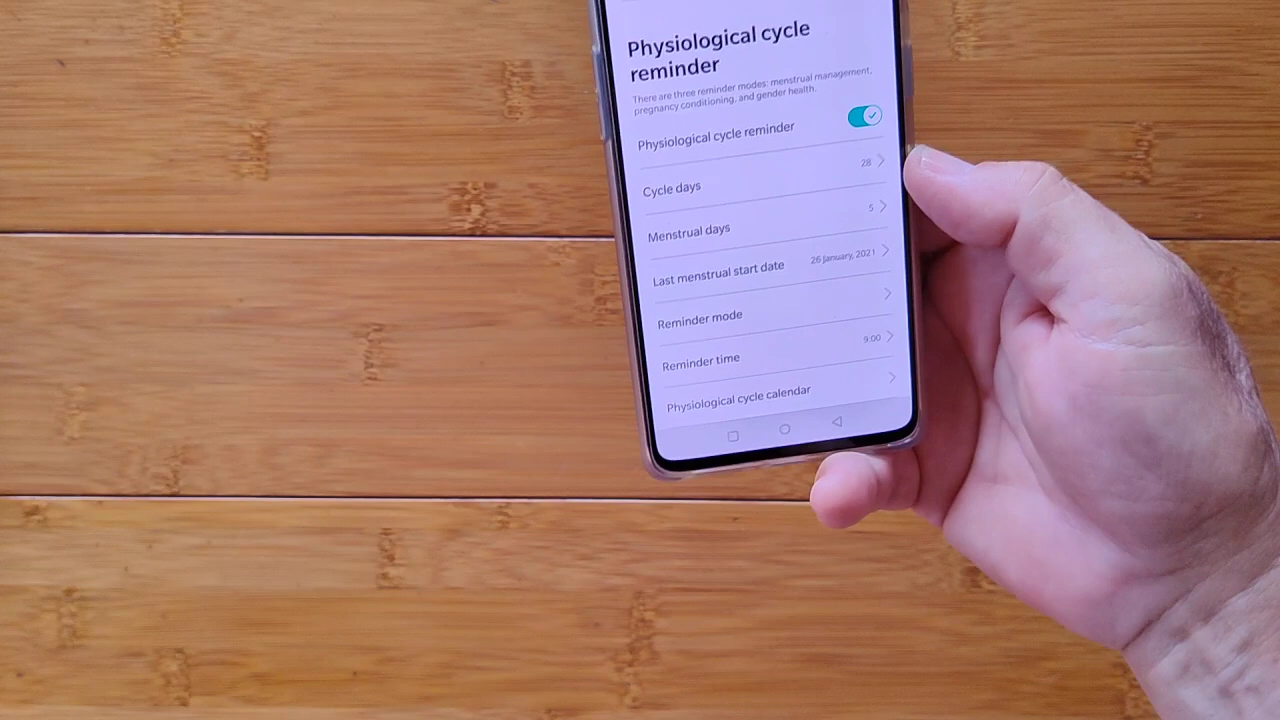 Physiological cycle
reminder
There are three reminder modes: menstrual management,
pregnancy conditioning, and gender health.
Physiological cycle reminder
Cycle days 28
Menstrual days 5
Last menstrual start date 26 January, 2021
Reminder mode
Reminder time 9:00
Physiological cycle calendar